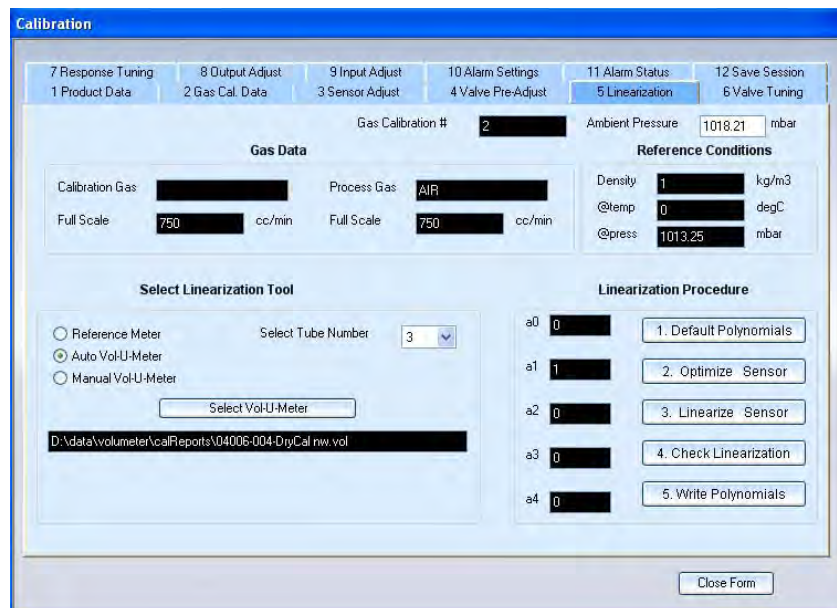 Calibration
7 Response Tuning 8 Output Adjust 9 Input Adjust 10 Alarm Settings 11 Alarm Status 12 Save Session
1 Product Data 2 Gas Cal. Data 3 Sensor Adjust 4 Valve Pre-Adjust 5 Linearization 6 Valve Tuning
Gas Calibration # 2 Ambient Pressure 1018.21 mbar
Gas Data
Calibration Gas Process Gas AIR
Full Scale 750 cc/min Full Scale 750 cc/min
Reference Conditions
Density 1 kg/m3
@temp 0 degC
@press 1013.25 mbar
Select Linearization Tool
Reference Meter Select Tube Number 3
Auto Vol-U-Meter
Manual Vol-U-Meter
Select Vol-U-Meter
D:\data\volumeter\calReports\04006-004-DryCal nw.vol
Linearization Procedure
a0 0 1. Default Polynomials
a1 1 2. Optimize Sensor
a2 0 3. Linearize Sensor
a3 0 4. Check Linearization
a4 0 5. Write Polynomials
Close Form